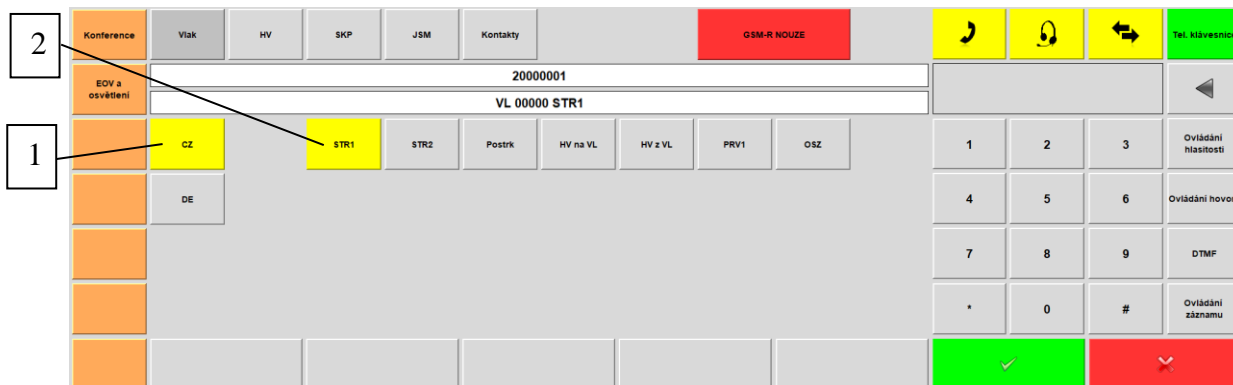 2
Konference
Vlak
HV
SKP
JSM
Kontakty
GSM-R NOUZE
Tel. klávesnice
EOV a
osvětlení
20000001
VL 00000 STR1
1
CZ
STR1
STR2
Postrk
HV na VL
HV z VL
PRV1
OSZ
1
2
3
Ovládání
hlasitosti
DE
4
5
6
Ovládání hovor
7
8
9
DTMF
*
0
#
Ovládání
záznamu